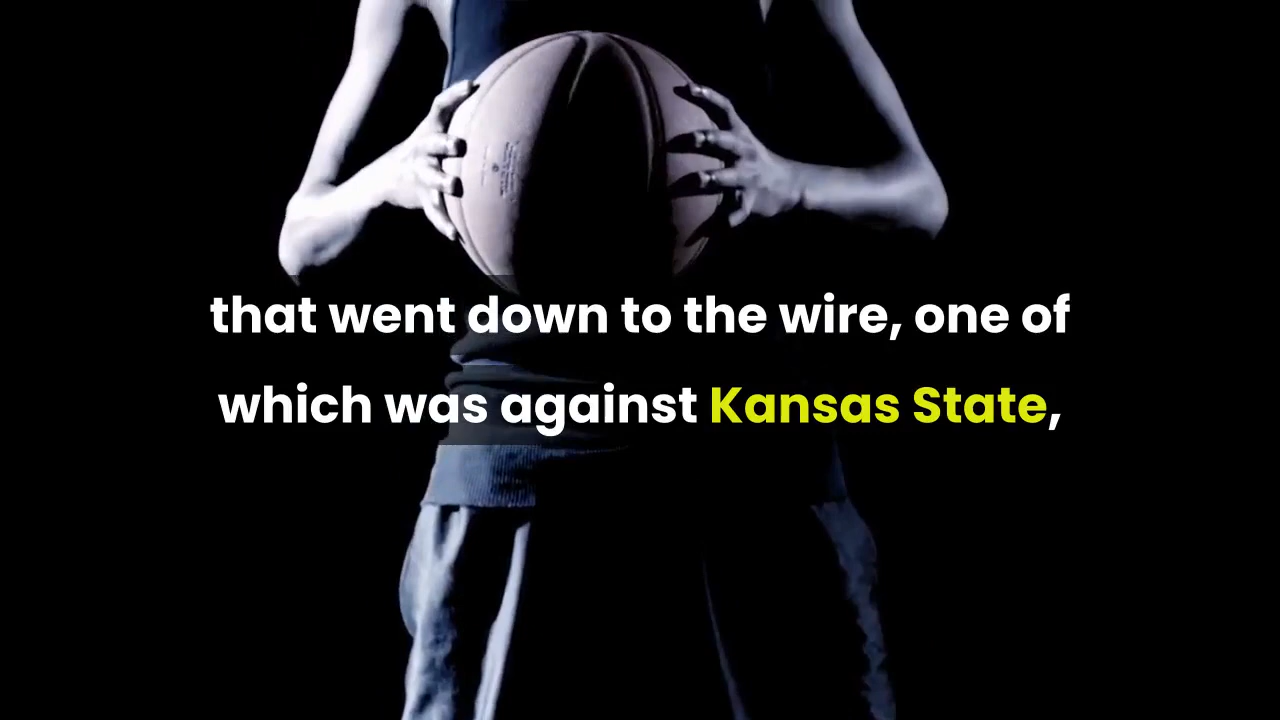 that went down to the wire, one of
which was against Kansas State,